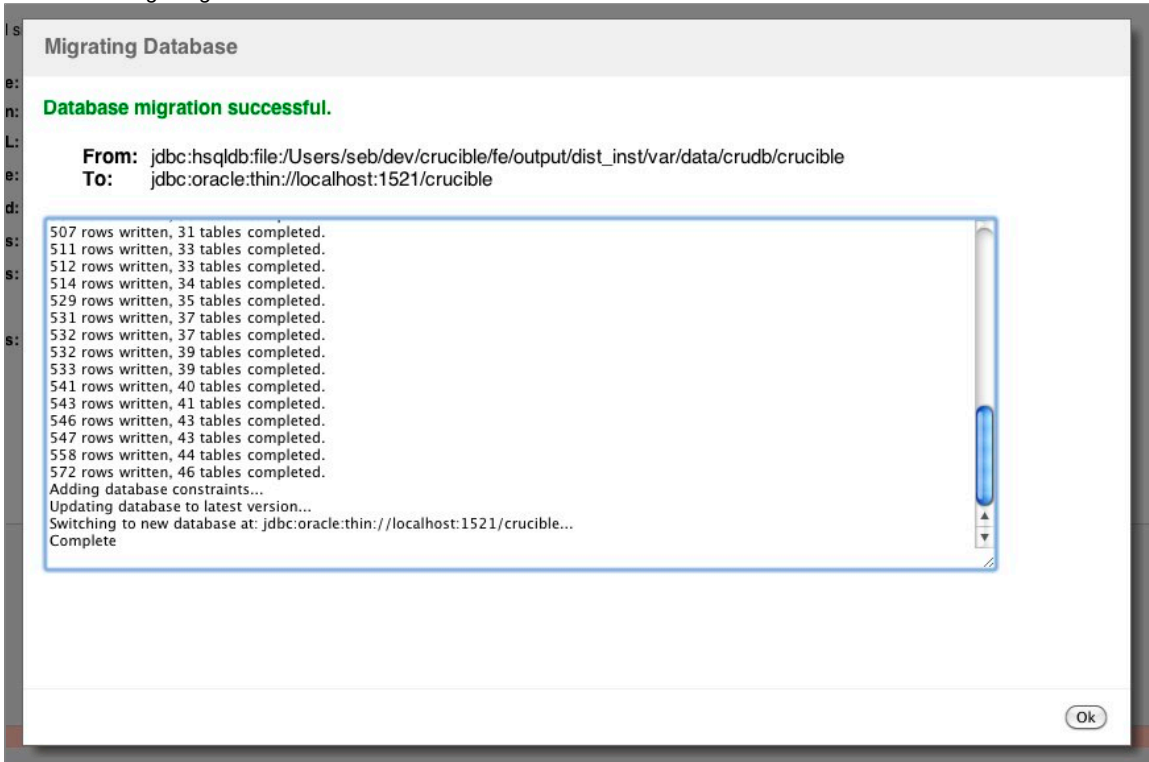 Migrating Database
Database migration successful.
From: jdbc:hsqldb:file:/Users/seb/dev/crucible/fe/output/dist_inst/var/data/crudb/crucible
To: jdbc:oracle:thin://localhost:1521/crucible
507 rows written, 31 tables completed.
511 rows written, 33 tables completed.
512 rows written, 33 tables completed.
514 rows written, 34 tables completed.
529 rows written, 35 tables completed.
531 rows written, 37 tables completed.
532 rows written, 37 tables completed.
532 rows written, 39 tables completed.
533 rows written, 39 tables completed.
541 rows written, 40 tables completed.
543 rows written, 41 tables completed.
546 rows written, 43 tables completed.
547 rows written, 43 tables completed.
558 rows written, 44 tables completed.
572 rows written, 46 tables completed.
Adding database constraints...
Updating database to latest version...
Switching to new database at: jdbc:oracle:thin://localhost:1521/crucible...
Complete
Ok